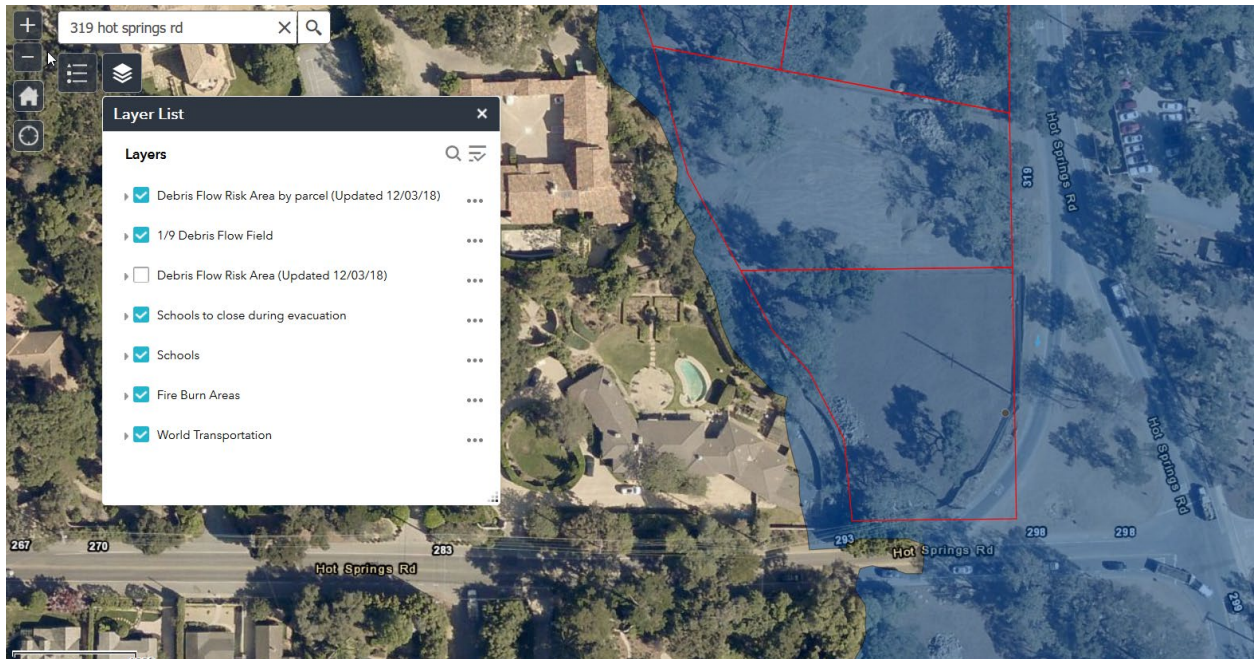 319 hot springs rd
Layer List
Layers
Debris Flow Risk Area by parcel (Updated 12/03/18)
1/9 Debris Flow Field
Debris Flow Risk Area (Updated 12/03/18)
Schools to close during evacuation
Schools
Fire Burn Areas
World Transportation
319
Hot Springs Rd
Hot Springs Rd
267
270
283
293
298
298
Hot Springs Rd
Hot Springs Rd
299